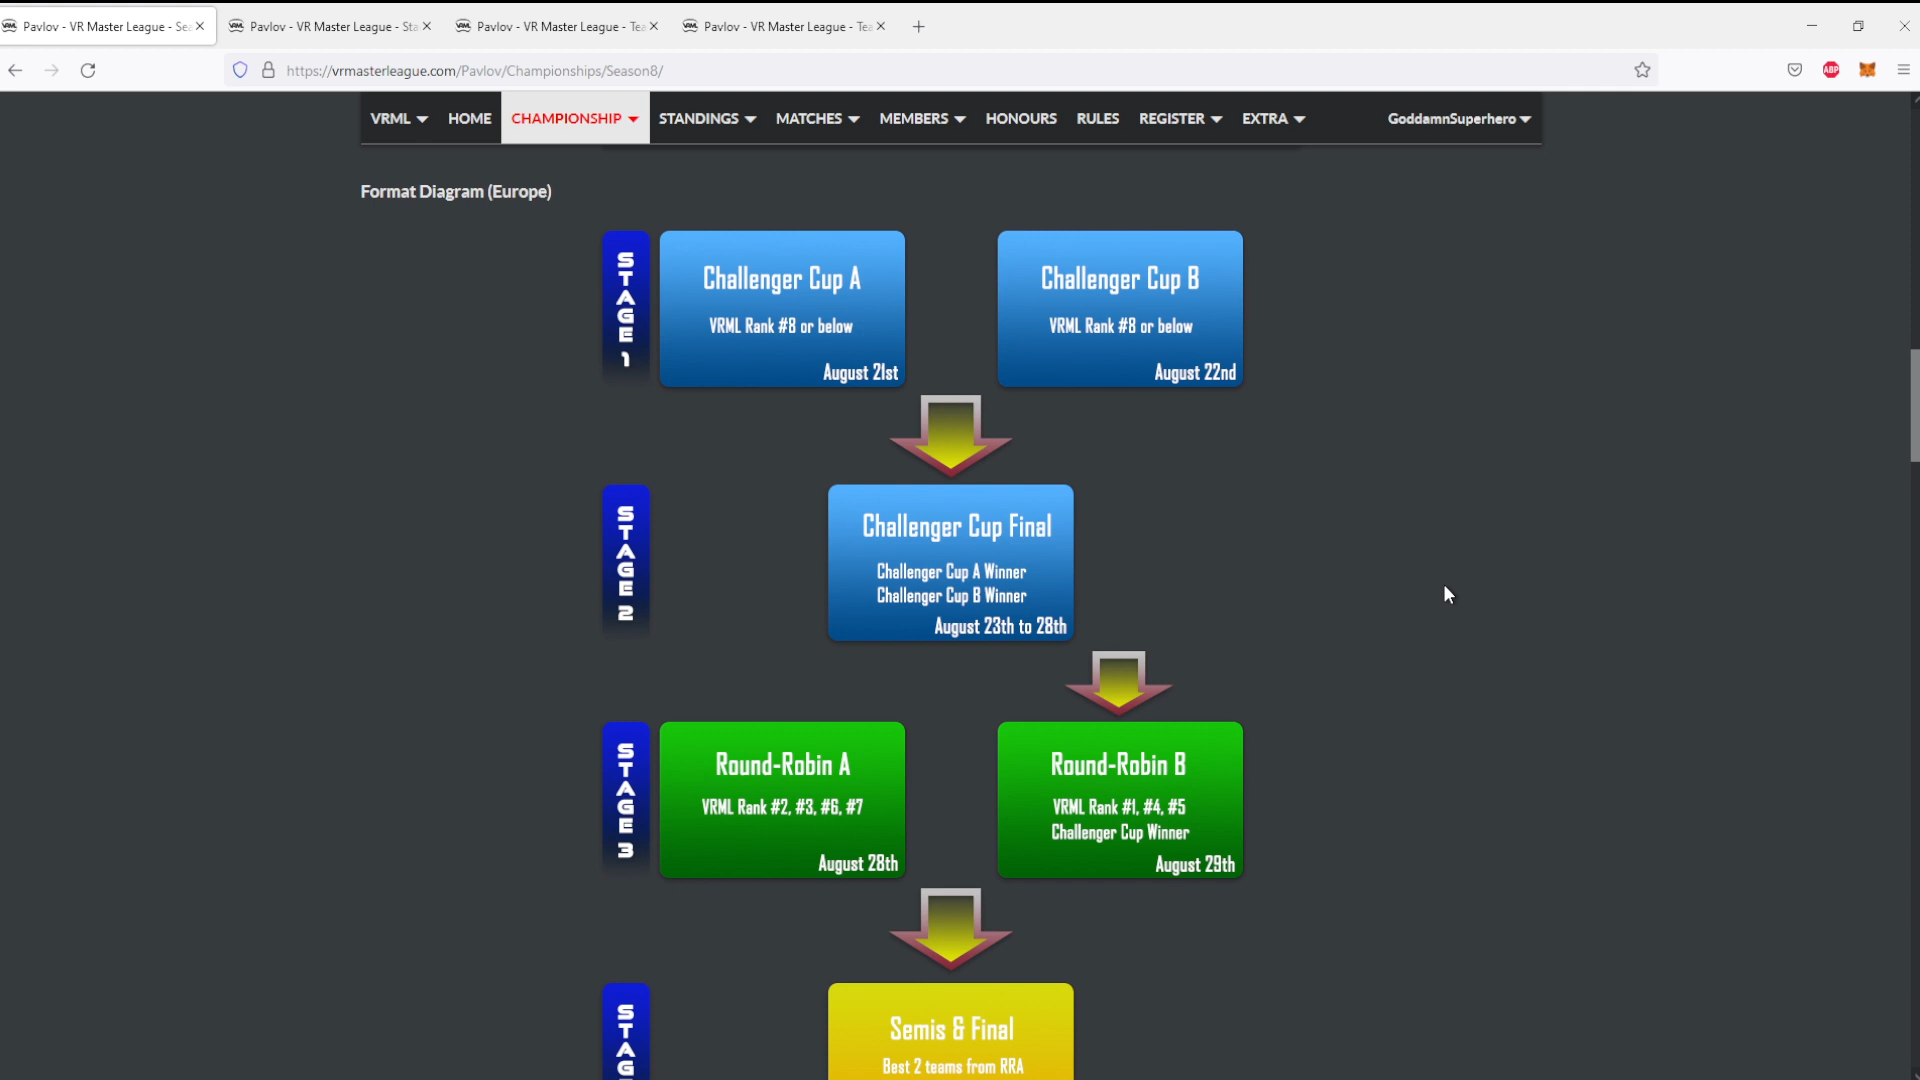 Pavlov - VR Master League - Sea
Pavlov - VR Master League - Sta
Pavlov - VR Master League - Tea
Pavlov - VR Master League - Tea
https://vrmasterleague.com/Pavlov/Championships/Season8/
ABP
VRML
HOME
CHAMPIONSHIP
STANDINGS
MATCHES
MEMBERS
HONOURS
RULES
REGISTER
EXTRA
GoddamnSuperhero
Format Diagram (Europe)
STAGE 1
Challenger Cup A
VRML Rank #8 or below
August 21st
Challenger Cup B
VRML Rank #8 or below
August 22nd
STAGE 2
Challenger Cup Final
Challenger Cup A Winner
Challenger Cup B Winner
August 23th to 28th
STAGE 3
Round-Robin A
VRML Rank #2, #3, #6, #7
August 28th
Round-Robin B
VRML Rank #1, #4, #5
Challenger Cup Winner
August 29th
STAG
Semis & Final
Best 2 teams from RRA